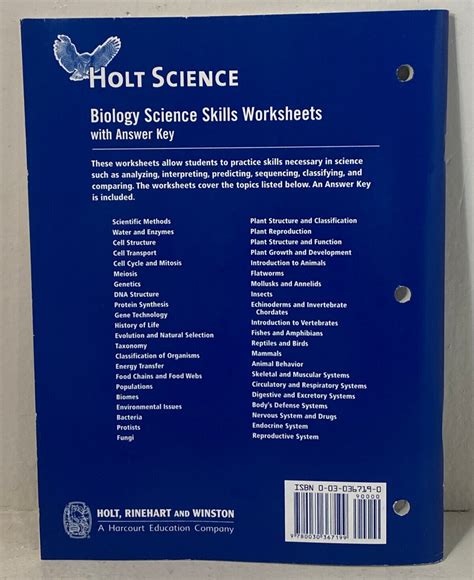 HOLT SCIENCE
Biology Science Skills Worksheets
with Answer Key
These worksheets allow students to practice skills necessary in science
such as analyzing, interpreting, predicting, sequencing, classifying, and
comparing. The worksheets cover the topics listed below. An Answer Key
is included.
Scientific Methods
Water and Enzymes
Cell Structure
Cell Transport
Cell Cycle and Mitosis
Meiosis
Genetics
DNA Structure
Protein Synthesis
Gene Technology
History of Life
Evolution and Natural Selection
Taxonomy
Classification of Organisms
Energy Transfer
Food Chains and Food Webs
Populations
Biomes
Environmental Issues
Bacteria
Protists
Fungi
Plant Structure and Classification
Plant Reproduction
Plant Structure and Function
Plant Growth and Development
Introduction to Animals
Flatworms
Mollusks and Annelids
Insects
Echinoderms and Invertebrate
Chordates
Introduction to Vertebrates
Fishes and Amphibians
Reptiles and Birds
Mammals
Animal Behavior
Skeletal and Muscular Systems
Circulatory and Respiratory Systems
Digestive and Excretory Systems
Body's Defense Systems
Nervous System and Drugs
Endocrine System
Reproductive System
ISBN 0-03-036719-0
90000
9 780030 367199
HOLT, RINEHART AND WINSTON
A Harcourt Education Company